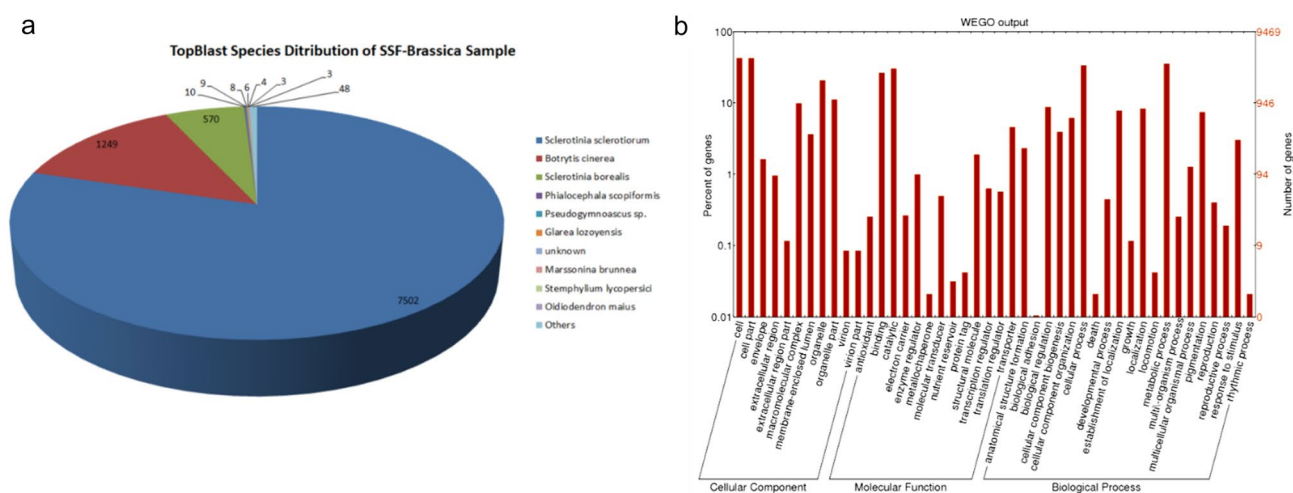 a
TopBlast Species Ditribution of SSF-Brassica Sample
9
10
8
6
4
3
3
48
570
1249
7502
Sclerotinia sclerotiorum
Botrytis cinerea
Sclerotinia borealis
Phialocephala scopiformis
Pseudogymnoascus sp.
Glarea lozoyensis
unknown
Marssonina brunnea
Stemphylium lycopersici
Oidiodendron maius
Others
b
WEGO output
Percent of genes
100
10
1
0.1
0.01
Number of genes
9469
946
94
9
0
cell
cell part
envelope
extracellular region
extracellular region part
macromolecular complex
membrane-enclosed lumen
organelle
organelle part
virion
virion part
antioxidant
binding
catalytic
electron carrier
enzyme regulator
metallochaperone
molecular transducer
nutrient reservoir
protein tag
structural molecule
transcription regulator
translation regulator
transporter
anatomical structure formation
biological adhesion
biological regulation
cellular component biogenesis
cellular component organization
cellular process
death
developmental process
establishment of localization
growth
localization
locomotion
metabolic process
multi-organism process
multicellular organismal process
pigmentation
reproduction
reproductive process
response to stimulus
rhythmic process
Cellular Component
Molecular Function
Biological Process